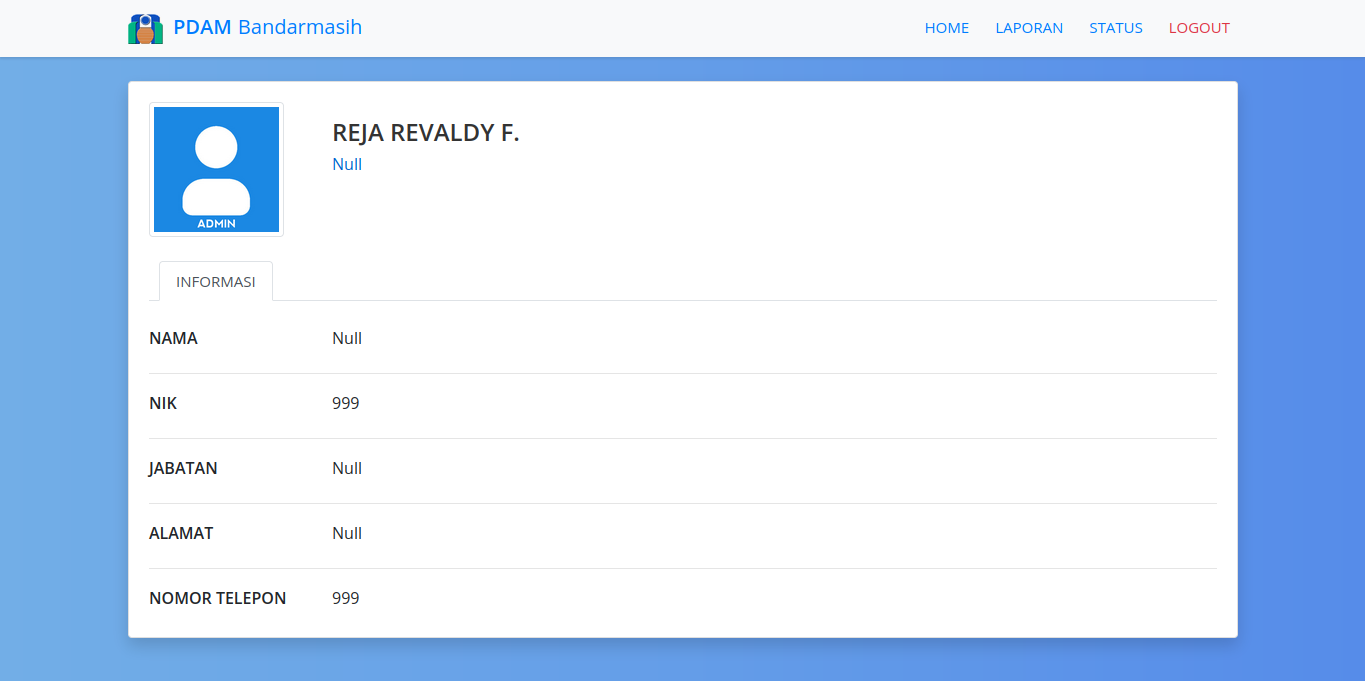 PDAM Bandarmasih
HOME LAPORAN STATUS LOGOUT
REJA REVALDY F.
Null
ADMIN
INFORMASI
NAMA Null
NIK 999
JABATAN Null
ALAMAT Null
NOMOR TELEPON 999